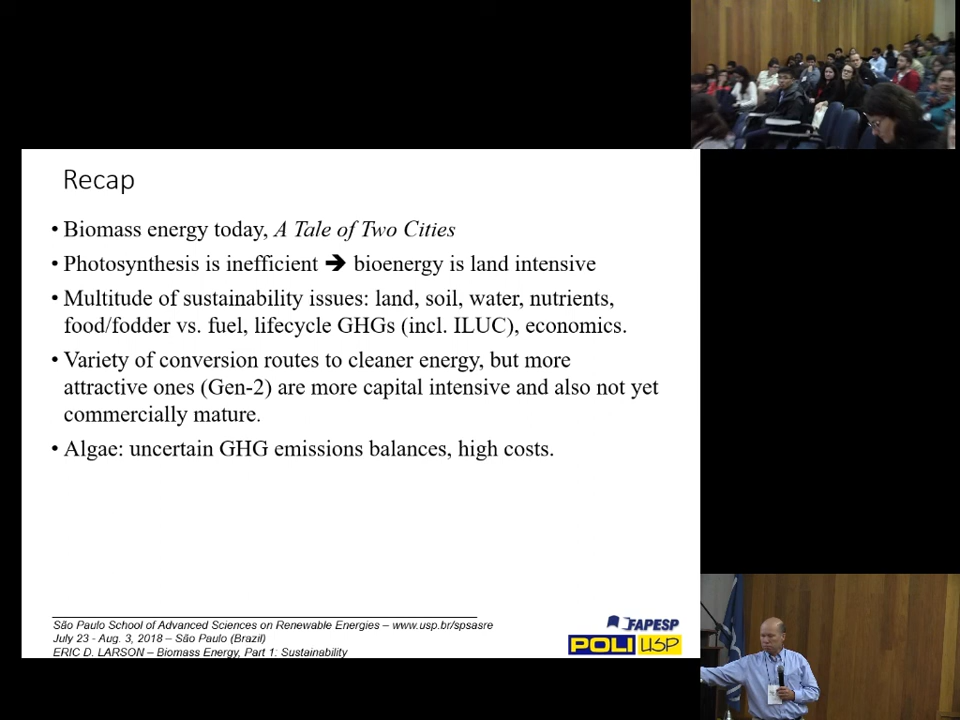 Recap
• Biomass energy today, A Tale of Two Cities
• Photosynthesis is inefficient ➔ bioenergy is land intensive
• Multitude of sustainability issues: land, soil, water, nutrients,
food/fodder vs. fuel, lifecycle GHGs (incl. ILUC), economics.
• Variety of conversion routes to cleaner energy, but more
attractive ones (Gen-2) are more capital intensive and also not yet
commercially mature.
• Algae: uncertain GHG emissions balances, high costs.
São Paulo School of Advanced Sciences on Renewable Energies – www.usp.br/spsasre
July 23 - Aug. 3, 2018 – São Paulo (Brazil)
ERIC D. LARSON – Biomass Energy, Part 1: Sustainability
FAPESP
POLI USP